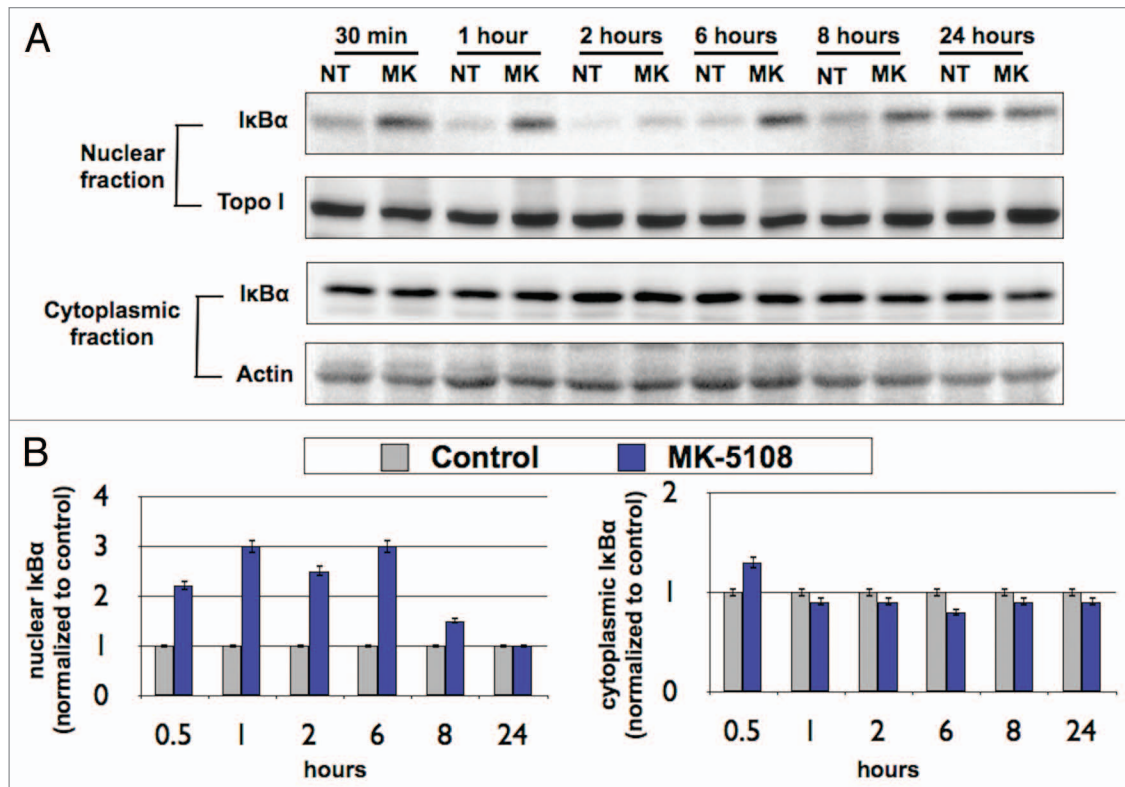 A
30 min 1 hour 2 hours 6 hours 8 hours 24 hours
NT MK NT MK NT MK NT MK NT MK NT MK
IκBα
Nuclear
fraction
Topo I
IκBα
Cytoplasmic
fraction
Actin
B
Control MK-5108
nuclear IκBα
(normalized to control)
4
3
2
1
0
0.5 1 2 6 8 24
hours
cytoplasmic IκBα
(normalized to control)
2
1
0
0.5 1 2 6 8 24
hours